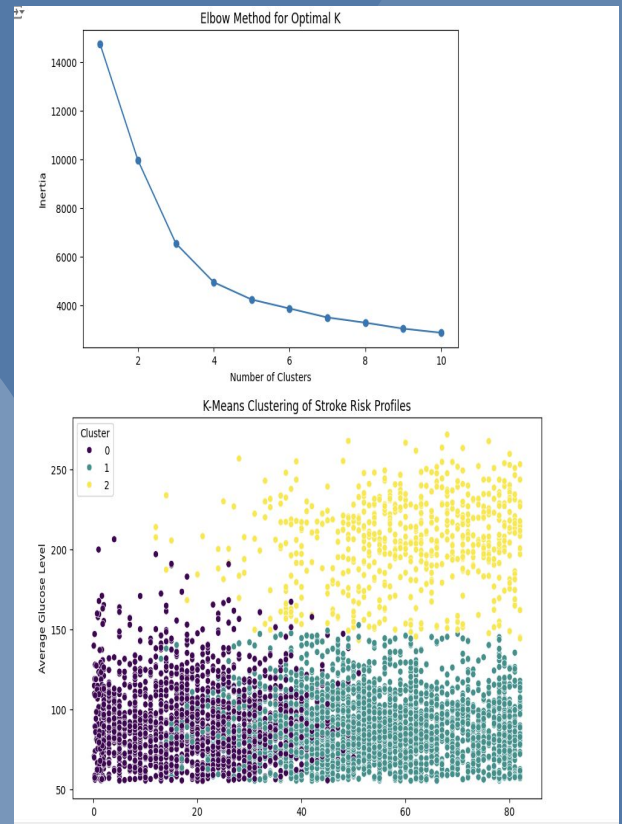 Elbow Method for Optimal K
14000
12000
10000
8000
6000
4000
Inertia
2 4 6 8 10
Number of Clusters
K-Means Clustering of Stroke Risk Profiles
Cluster
0
1
2
250
200
150
100
50
Average Glucose Level
0 20 40 60 80